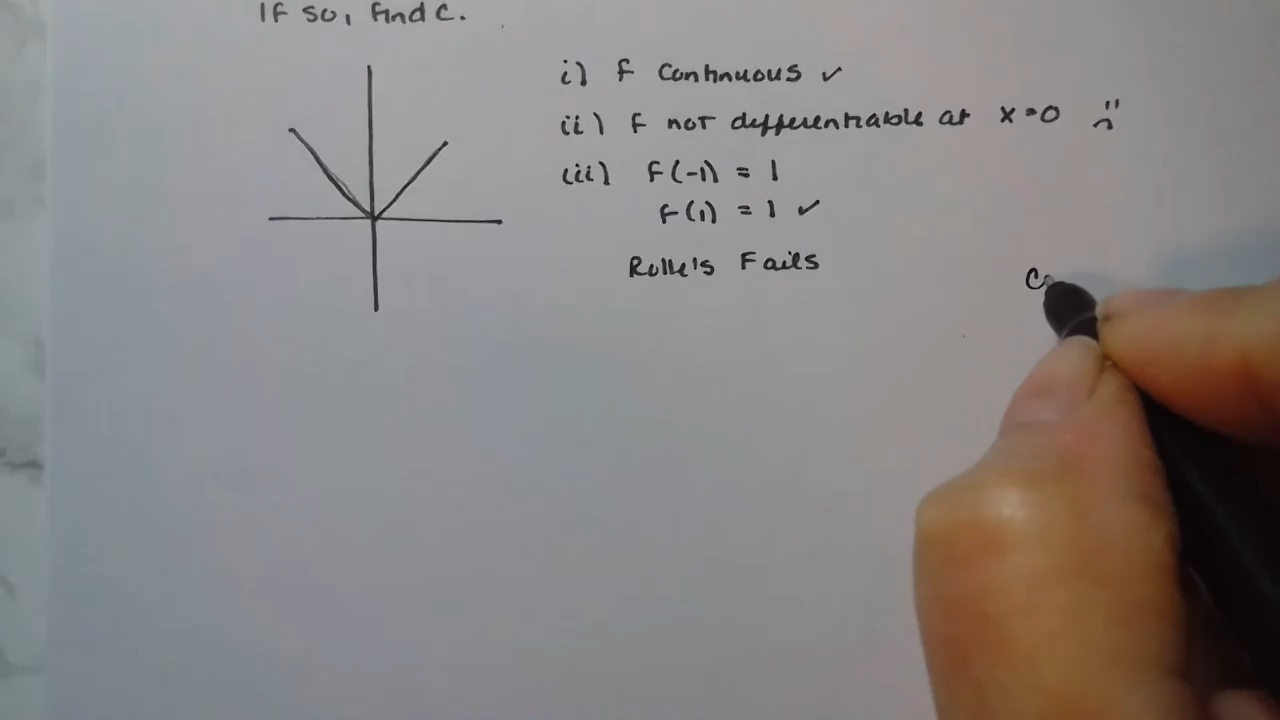 If so, find c.
i) f continuous ✓
ii) f not differentiable at x=0
iii) f(-1) = 1
f(1) = 1 ✓
Rolle's Fails
C